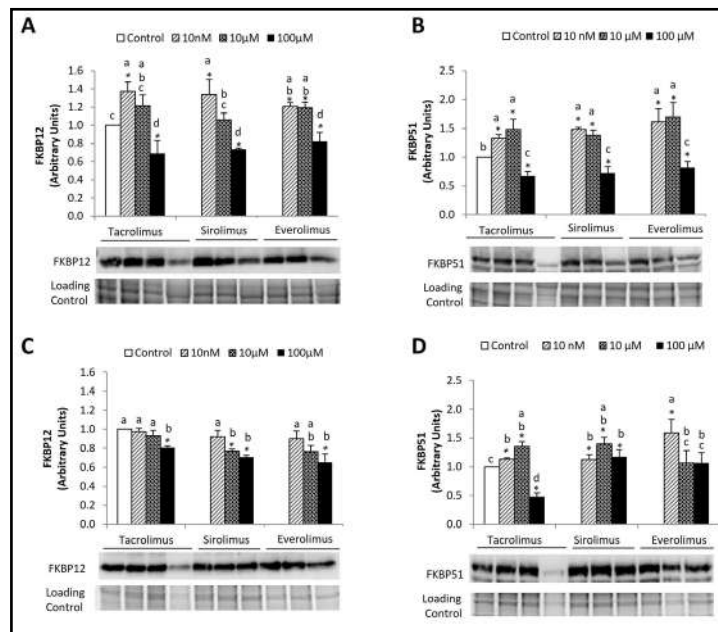 A
□ Control ▨ 10nM ▩ 10µM ■ 100µM
FKBP12
(Arbitrary Units)
1.6
1.4
1.2
1.0
0.8
0.6
0.4
0.2
0.0
c
a
*
a
b
c
d
*
a
*
b
c
d
*
a
b
*
a
b
*
d
*
Tacrolimus Sirolimus Everolimus
FKBP12
Loading
Control
B
□ Control ▨ 10 nM ▩ 10 µM ■ 100 µM
FKBP51
(Arbitrary Units)
2.5
2.0
1.5
1.0
0.5
0.0
b
a
*
a
*
c
*
a
*
a
*
c
*
a
*
a
*
c
*
Tacrolimus Sirolimus Everolimus
FKBP51
Loading
Control
C
□ Control ▨ 10nM ▩ 10µM ■ 100µM
FKBP12
(Arbitrary Units)
1.2
1.0
0.8
0.6
0.4
0.2
0.0
a
a
a
b
*
a
b
*
b
*
a
a
b
*
b
*
Tacrolimus Sirolimus Everolimus
FKBP12
Loading
Control
D
□ Control ▨ 10 nM ▩ 10 µM ■ 100 µM
FKBP51
(Arbitrary Units)
2.5
2.0
1.5
1.0
0.5
0.0
c
b
*
a
b
*
d
*
b
*
a
b
*
b
*
a
*
b
c
b
c
Tacrolimus Sirolimus Everolimus
FKBP51
Loading
Control